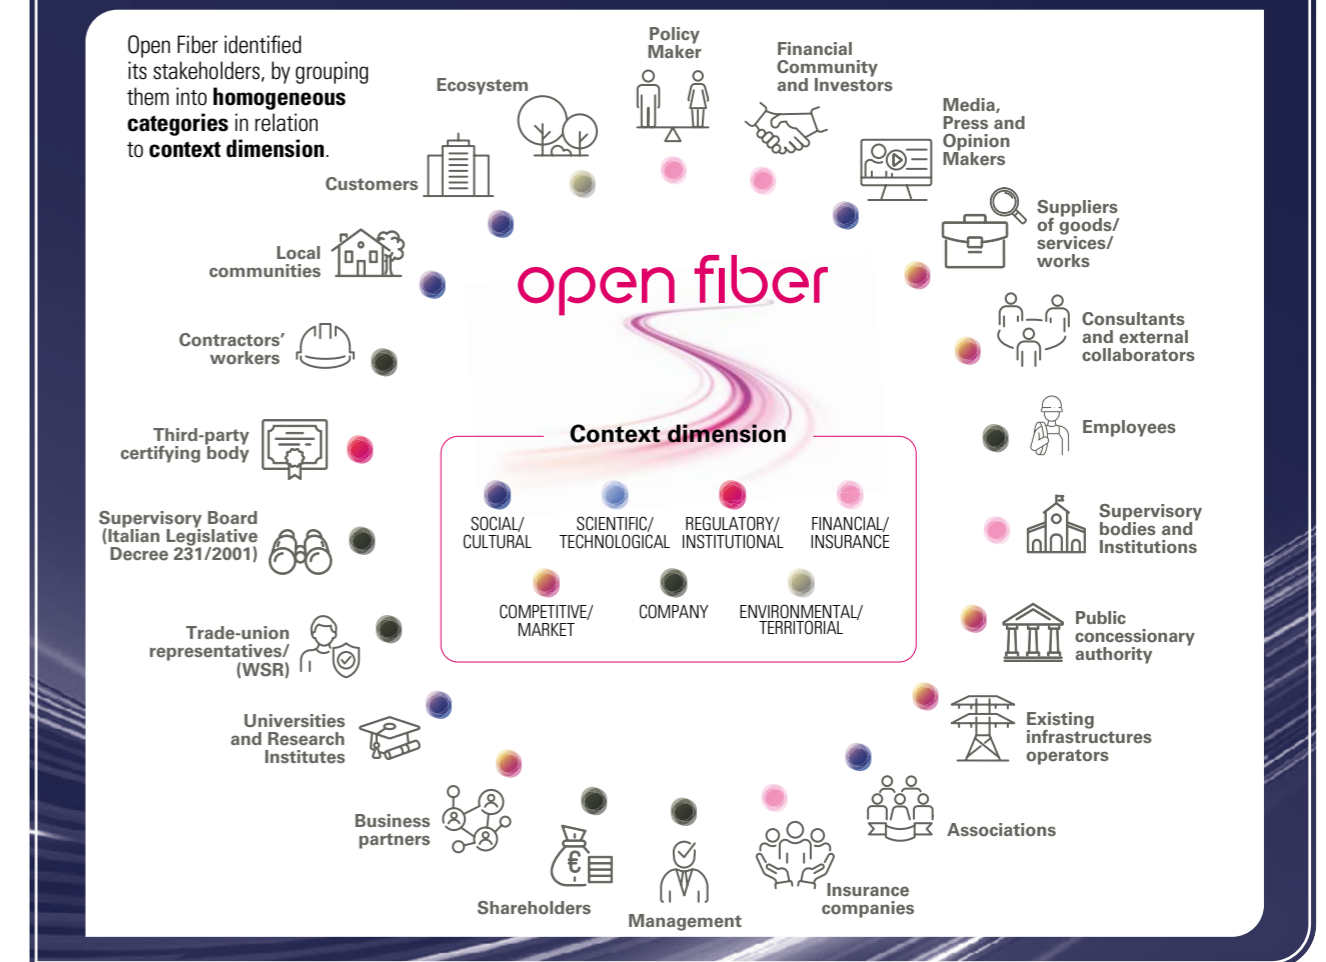 Open Fiber identified
its stakeholders, by grouping
them into homogeneous
categories in relation
to context dimension.
Policy
Maker
Financial
Community
and Investors
Ecosystem
Media,
Press and
Opinion
Makers
Customers
Suppliers
of goods/
services/
works
Local
communities
open fiber
Consultants
and external
collaborators
Contractors'
workers
Employees
Third-party
certifying body
Context dimension
SOCIAL/
CULTURAL
SCIENTIFIC/
TECHNOLOGICAL
REGULATORY/
INSTITUTIONAL
FINANCIAL/
INSURANCE
COMPETITIVE/
MARKET
COMPANY
ENVIRONMENTAL/
TERRITORIAL
Supervisory
bodies and
Institutions
Supervisory Board
(Italian Legislative
Decree 231/2001)
Public
concessionary
authority
Trade-union
representatives/
(WSR)
Existing
infrastructures
operators
Universities
and Research
Institutes
Associations
Business
partners
€
Shareholders
Management
Insurance
companies